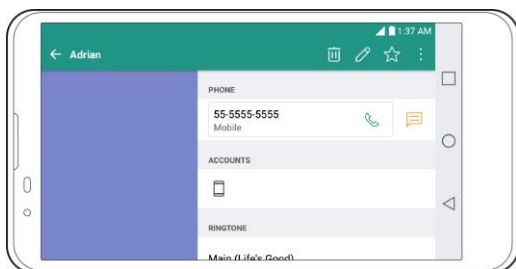 1:37 AM
Adrian
PHONE
55-5555-5555
Mobile
ACCOUNTS
RINGTONE
Main (Life's Good)